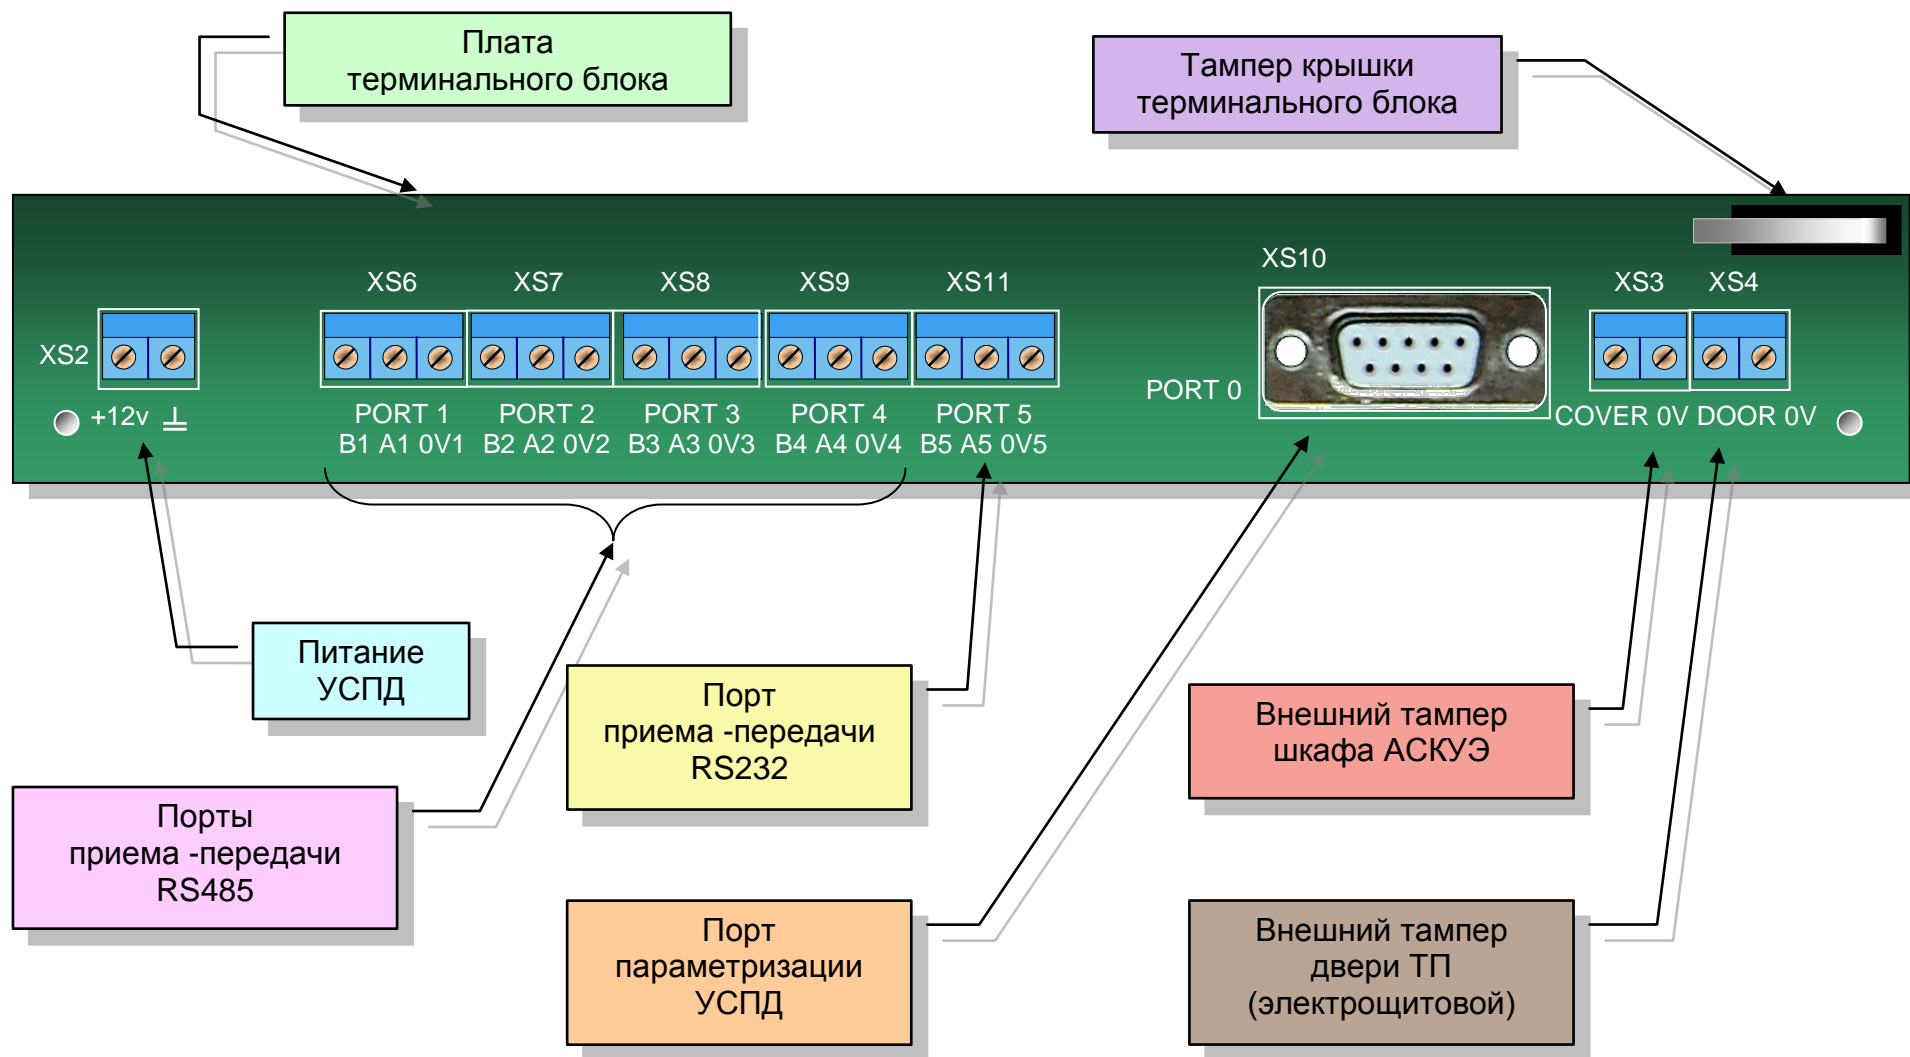 Плата
терминального блока
Тампер крышки
терминального блока
XS10
XS6 XS7 XS8 XS9 XS11 XS3 XS4
XS2
PORT 0
+12v
PORT 1 PORT 2 PORT 3 PORT 4 PORT 5 COVER 0V DOOR 0V
B1 A1 0V1 B2 A2 0V2 B3 A3 0V3 B4 A4 0V4 B5 A5 0V5
Питание
УСПД
Порт
приема -передачи
RS232
Внешний тампер
шкафа АСКУЭ
Порты
приема -передачи
RS485
Порт
параметризации
УСПД
Внешний тампер
двери ТП
(электрощитовой)